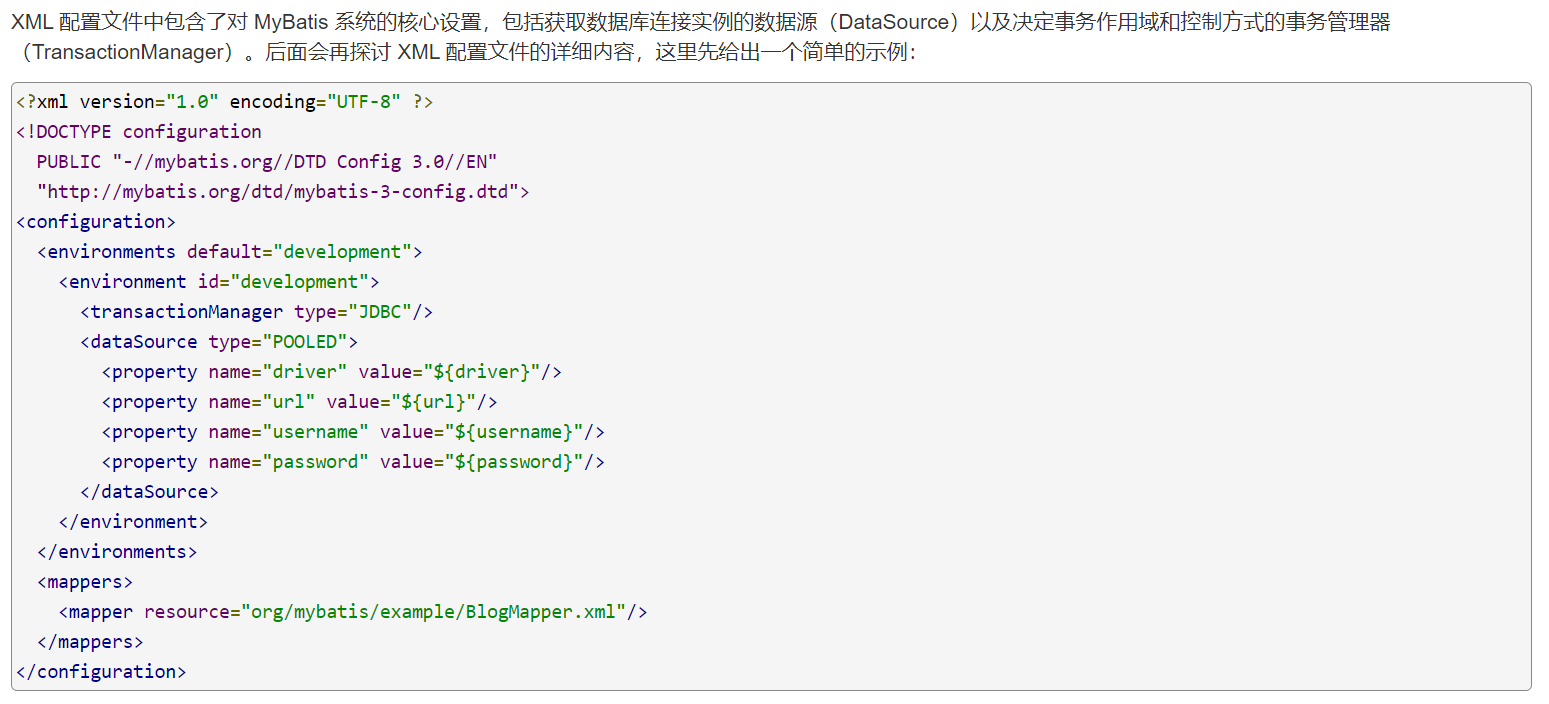 XML 配置文件中包含了对 MyBatis 系统的核心设置，包括获取数据库连接实例的数据源（DataSource）以及决定事务作用域和控制方式的事务管理器
（TransactionManager）。后面会再探讨 XML 配置文件的详细内容，这里先给出一个简单的示例：
<?xml version="1.0" encoding="UTF-8" ?>
<!DOCTYPE configuration
  PUBLIC "-//mybatis.org//DTD Config 3.0//EN"
  "http://mybatis.org/dtd/mybatis-3-config.dtd">
<configuration>
  <environments default="development">
    <environment id="development">
      <transactionManager type="JDBC"/>
      <dataSource type="POOLED">
        <property name="driver" value="${driver}"/>
        <property name="url" value="${url}"/>
        <property name="username" value="${username}"/>
        <property name="password" value="${password}"/>
      </dataSource>
    </environment>
  </environments>
  <mappers>
    <mapper resource="org/mybatis/example/BlogMapper.xml"/>
  </mappers>
</configuration>